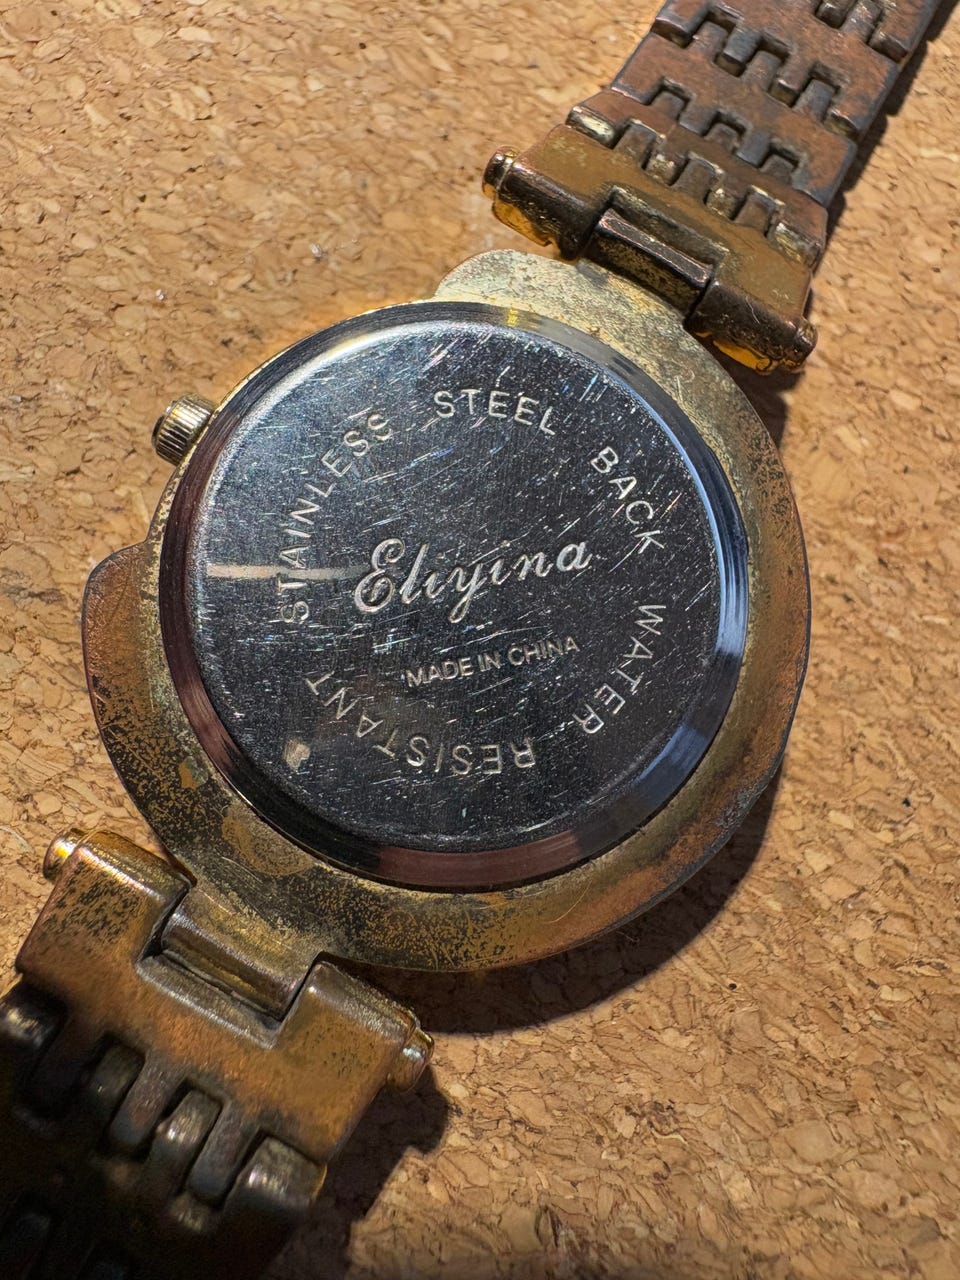 STAINLESS STEEL BACK WATER RESISTANT
Eliyina
MADE IN CHINA